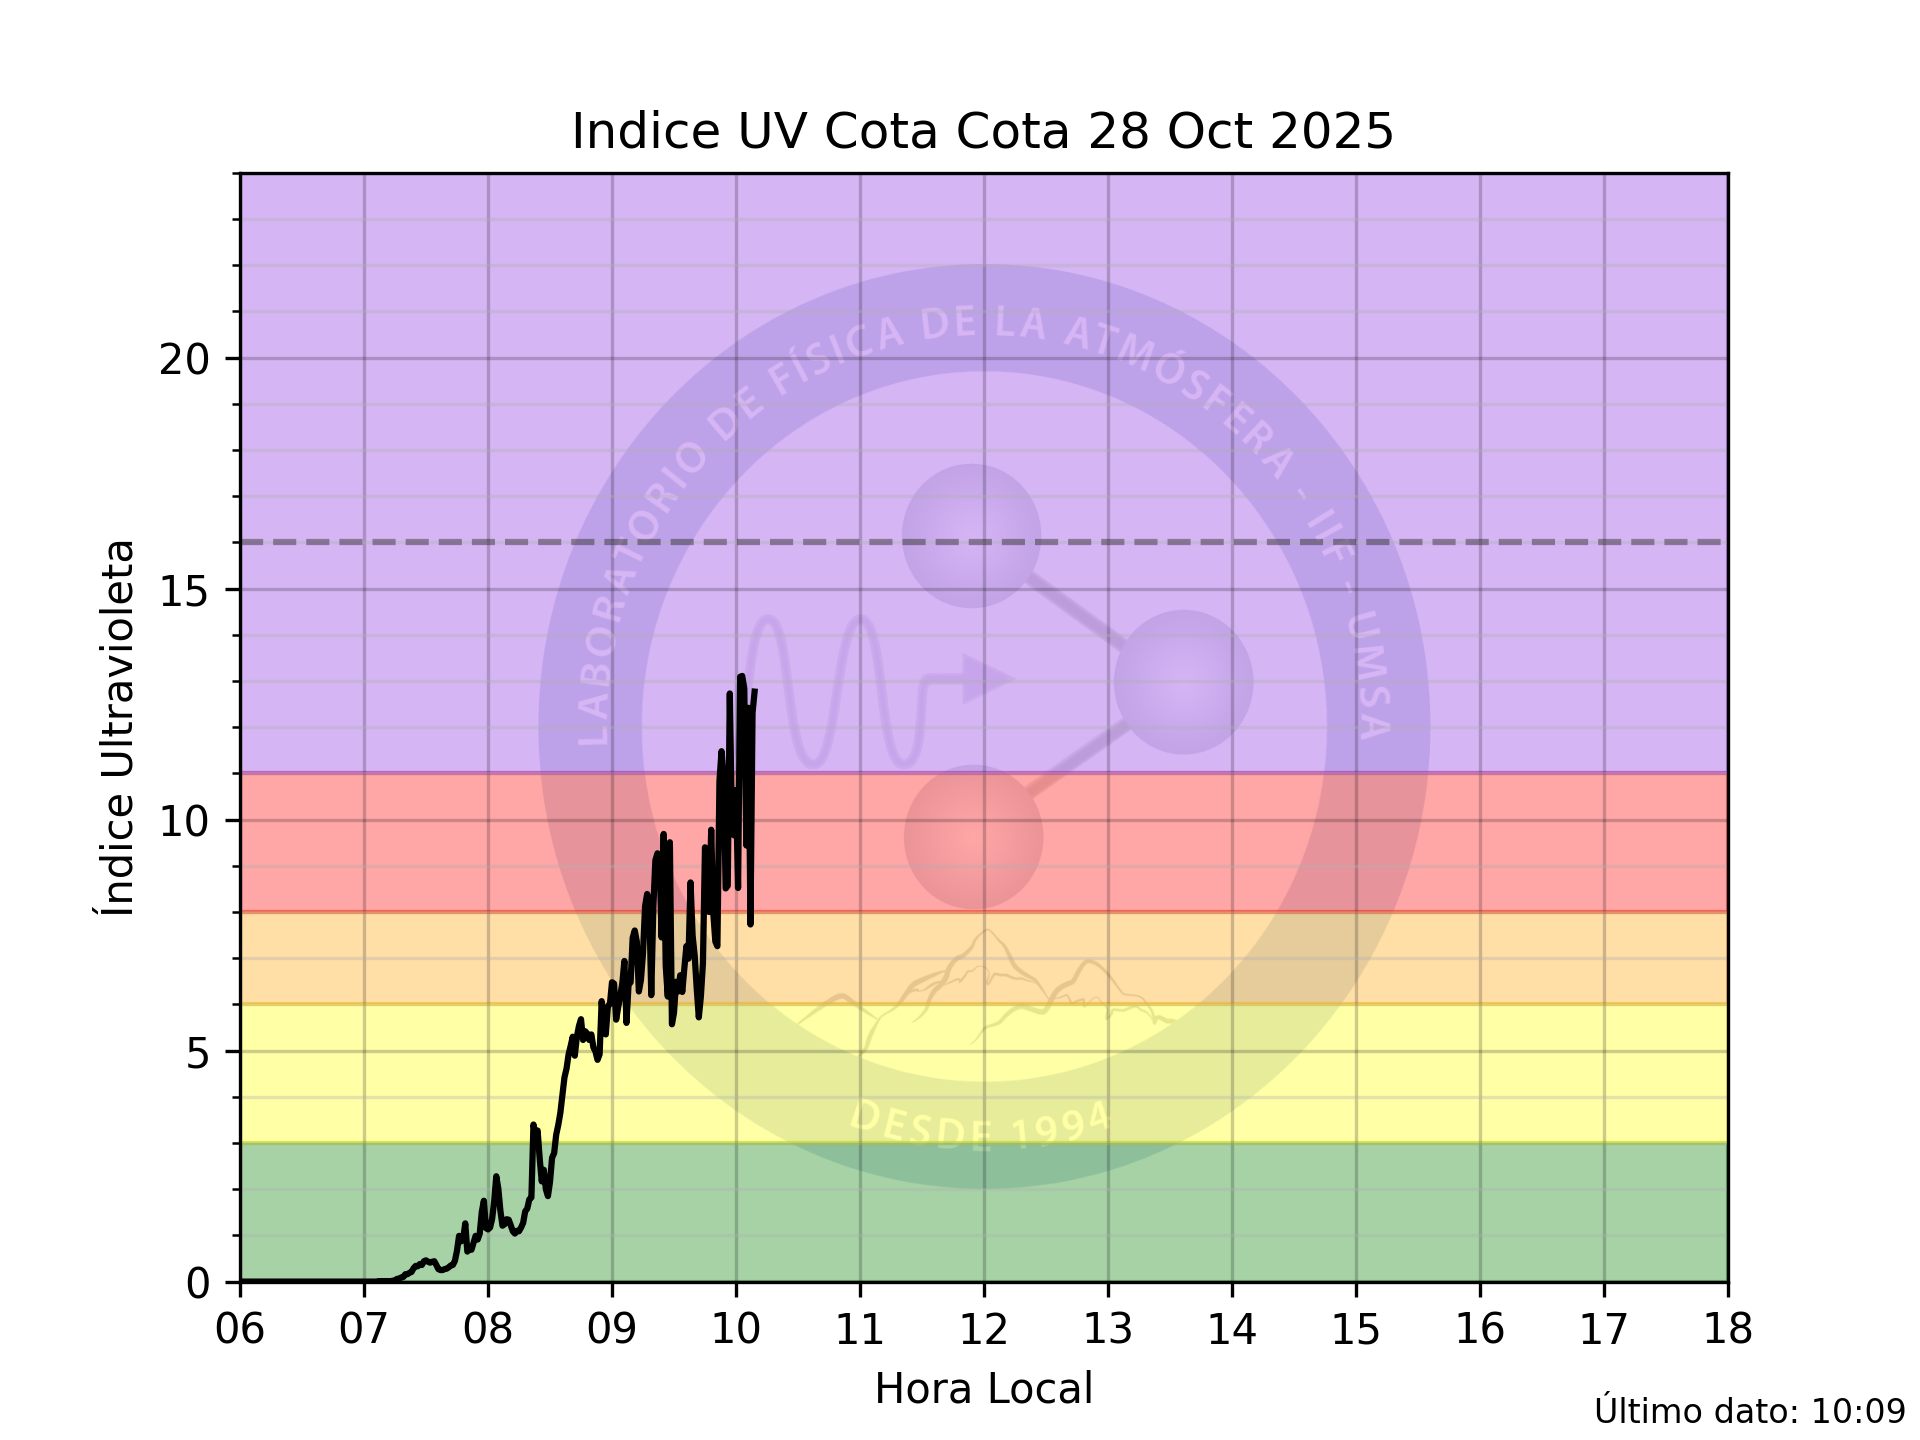 Indice UV Cota Cota 28 Oct 2025
LABORATORIO DE FÍSICA DE LA ATMÓSFERA - IIF - UMSA
DESDE 1994
Índice Ultravioleta
20
15
10
5
0
06 07 08 09 10 11 12 13 14 15 16 17 18
Hora Local
Último dato: 10:09